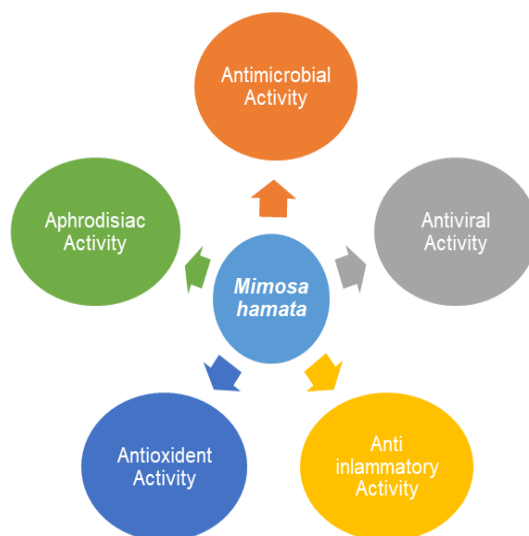 Antimicrobial
Activity
Aphrodisiac
Activity
Antiviral
Activity
Mimosa
hamata
Antioxident
Activity
Anti
inlammatory
Activity